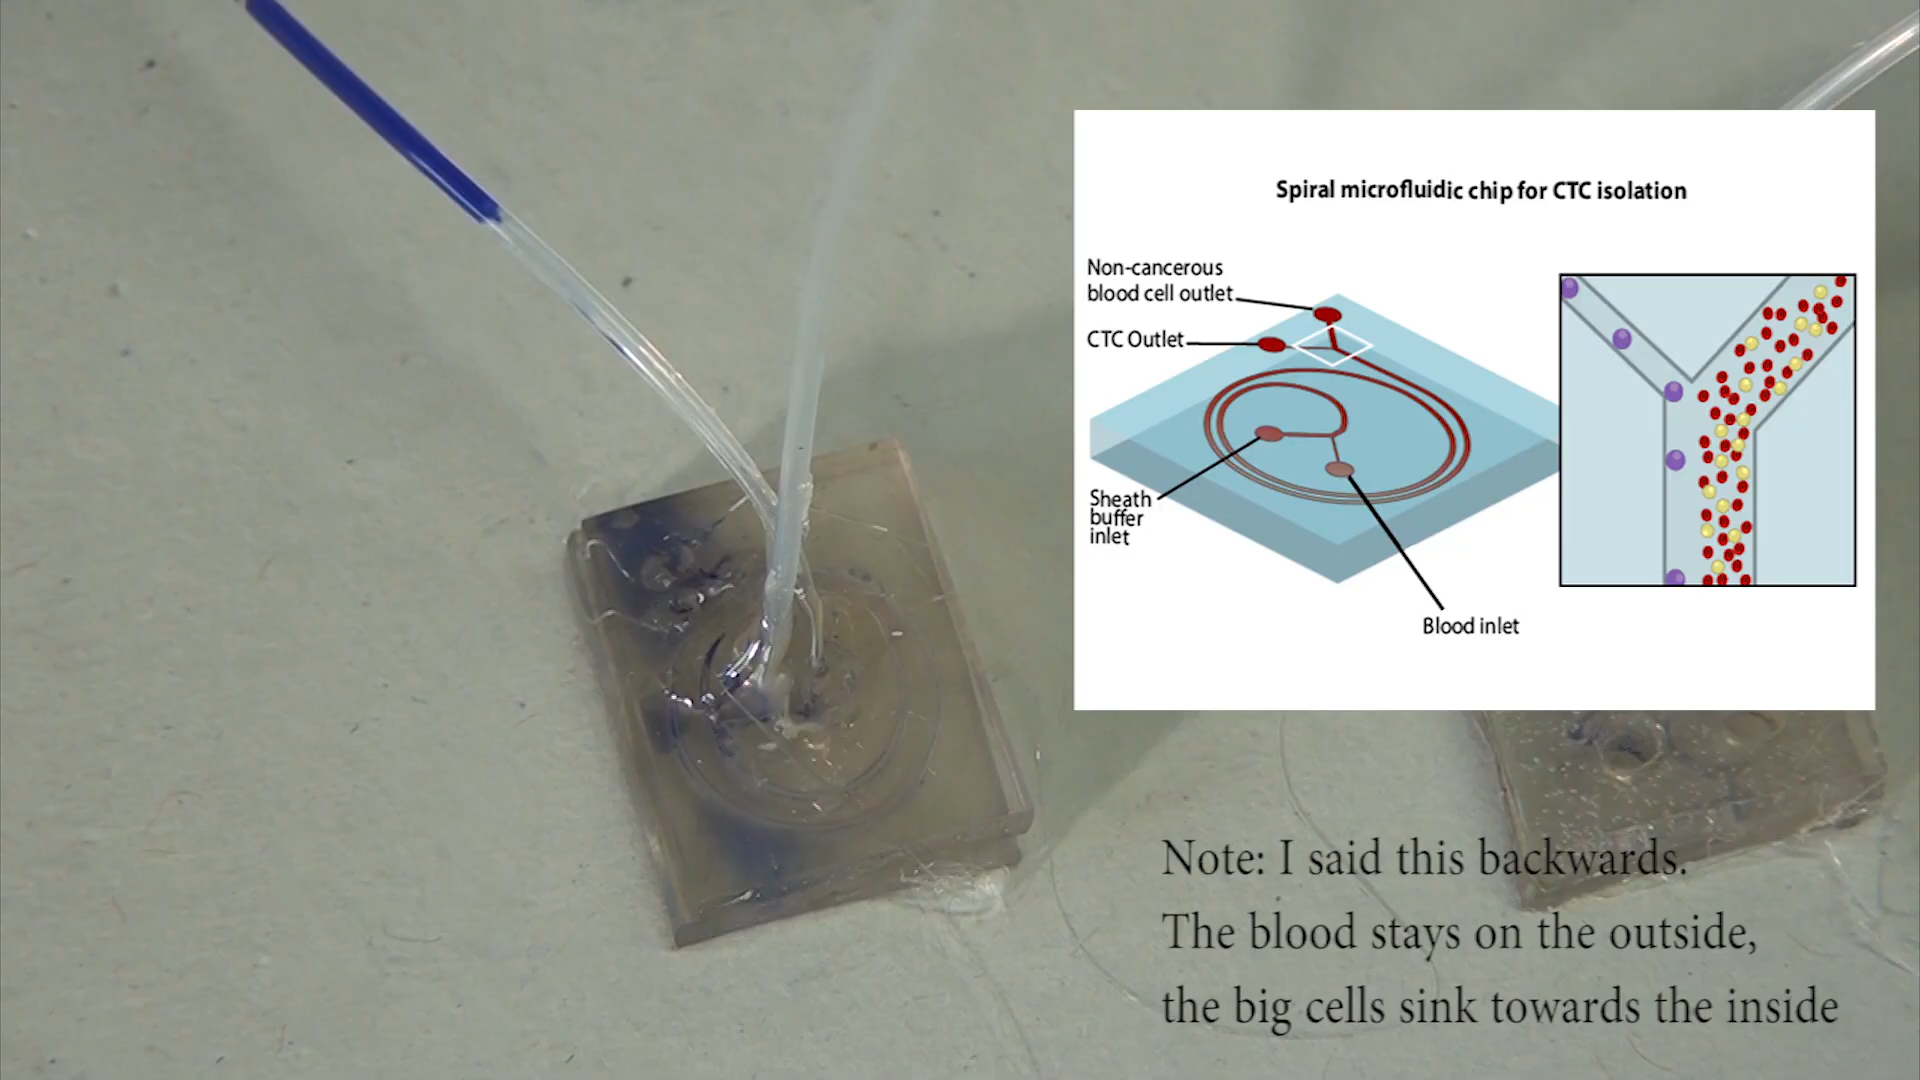 Spiral microfluidic chip for CTC isolation
Non-cancerous
blood cell outlet
CTC Outlet
Sheath
buffer
inlet
Blood inlet
Note: I said this backwards.
The blood stays on the outside,
the big cells sink towards the inside